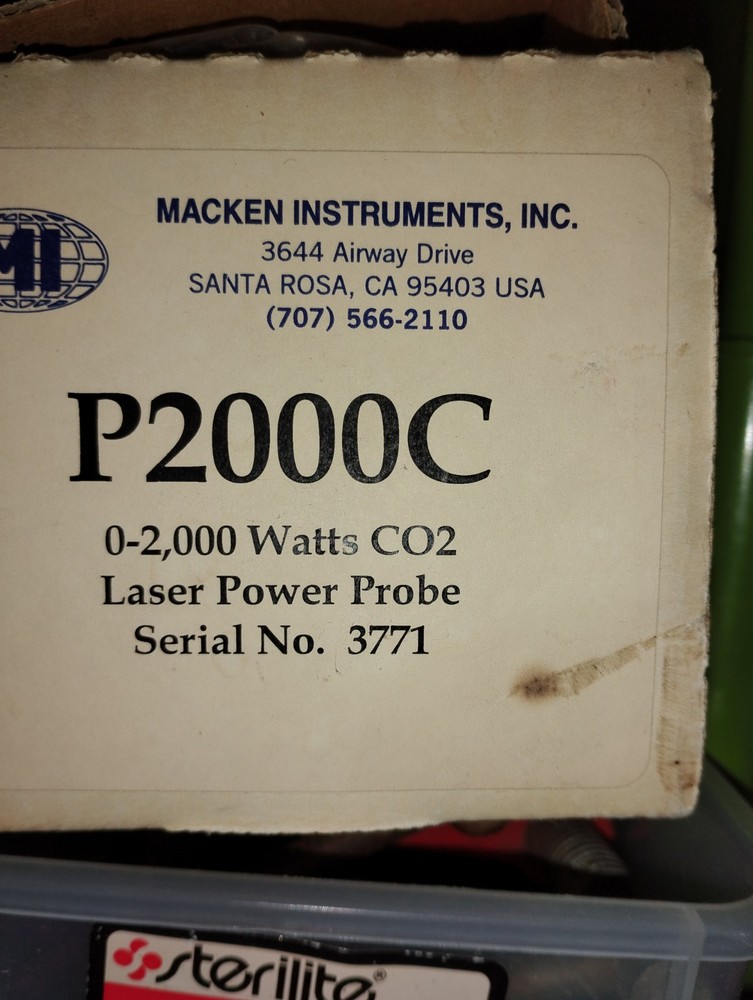 MI
MACKEN INSTRUMENTS, INC.
3644 Airway Drive
SANTA ROSA, CA 95403 USA
(707) 566-2110
P2000C
0-2,000 Watts CO2
Laser Power Probe
Serial No. 3771
sterilite®